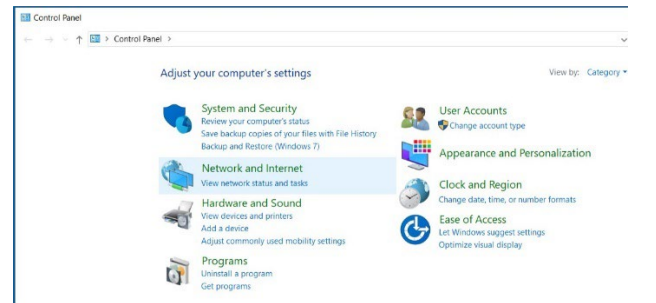 Control Panel
Control Panel
Adjust your computer's settings
View by: Category
System and Security
Review your computer's status
Save backup copies of your files with File History
Backup and Restore (Windows 7)
Network and Internet
View network status and tasks
Hardware and Sound
View devices and printers
Add a device
Adjust commonly used mobility settings
Programs
Uninstall a program
Get programs
User Accounts
Change account type
Appearance and Personalization
Clock and Region
Change date, time, or number formats
Ease of Access
Let Windows suggest settings
Optimize visual display